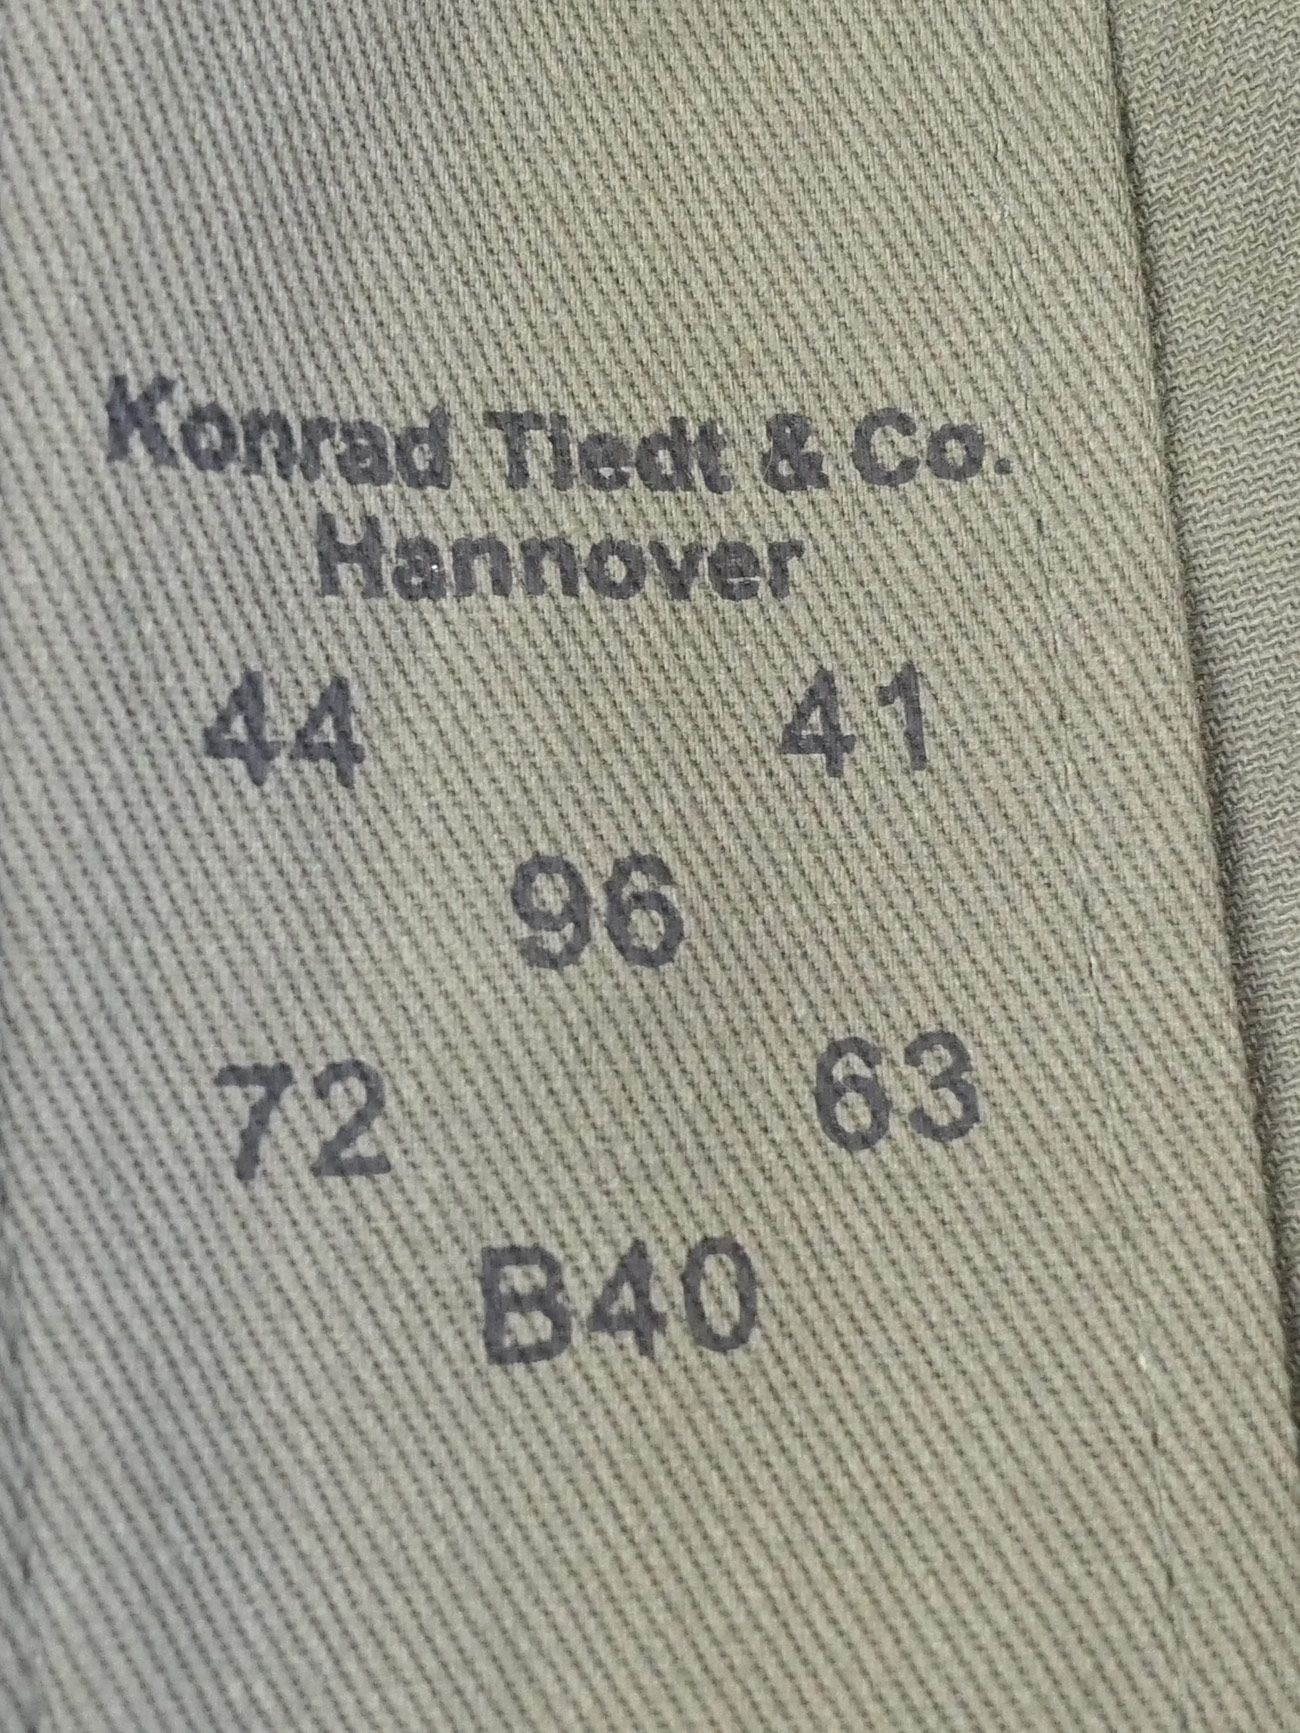 Konrad Tiedt & Co.
Hannover
44 41
96
72 63
B40